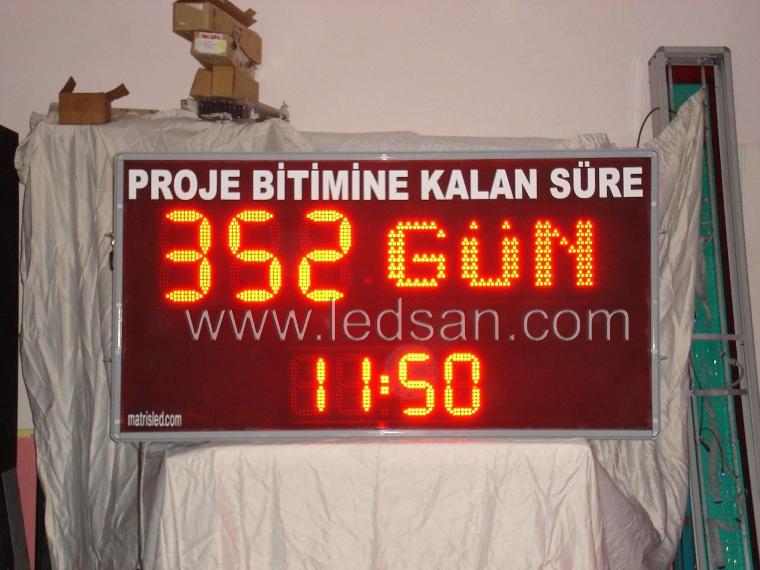 PROJE BİTİMİNE KALAN SÜRE
352 GÜN
www.ledsan.com
11:50
matrisled.com